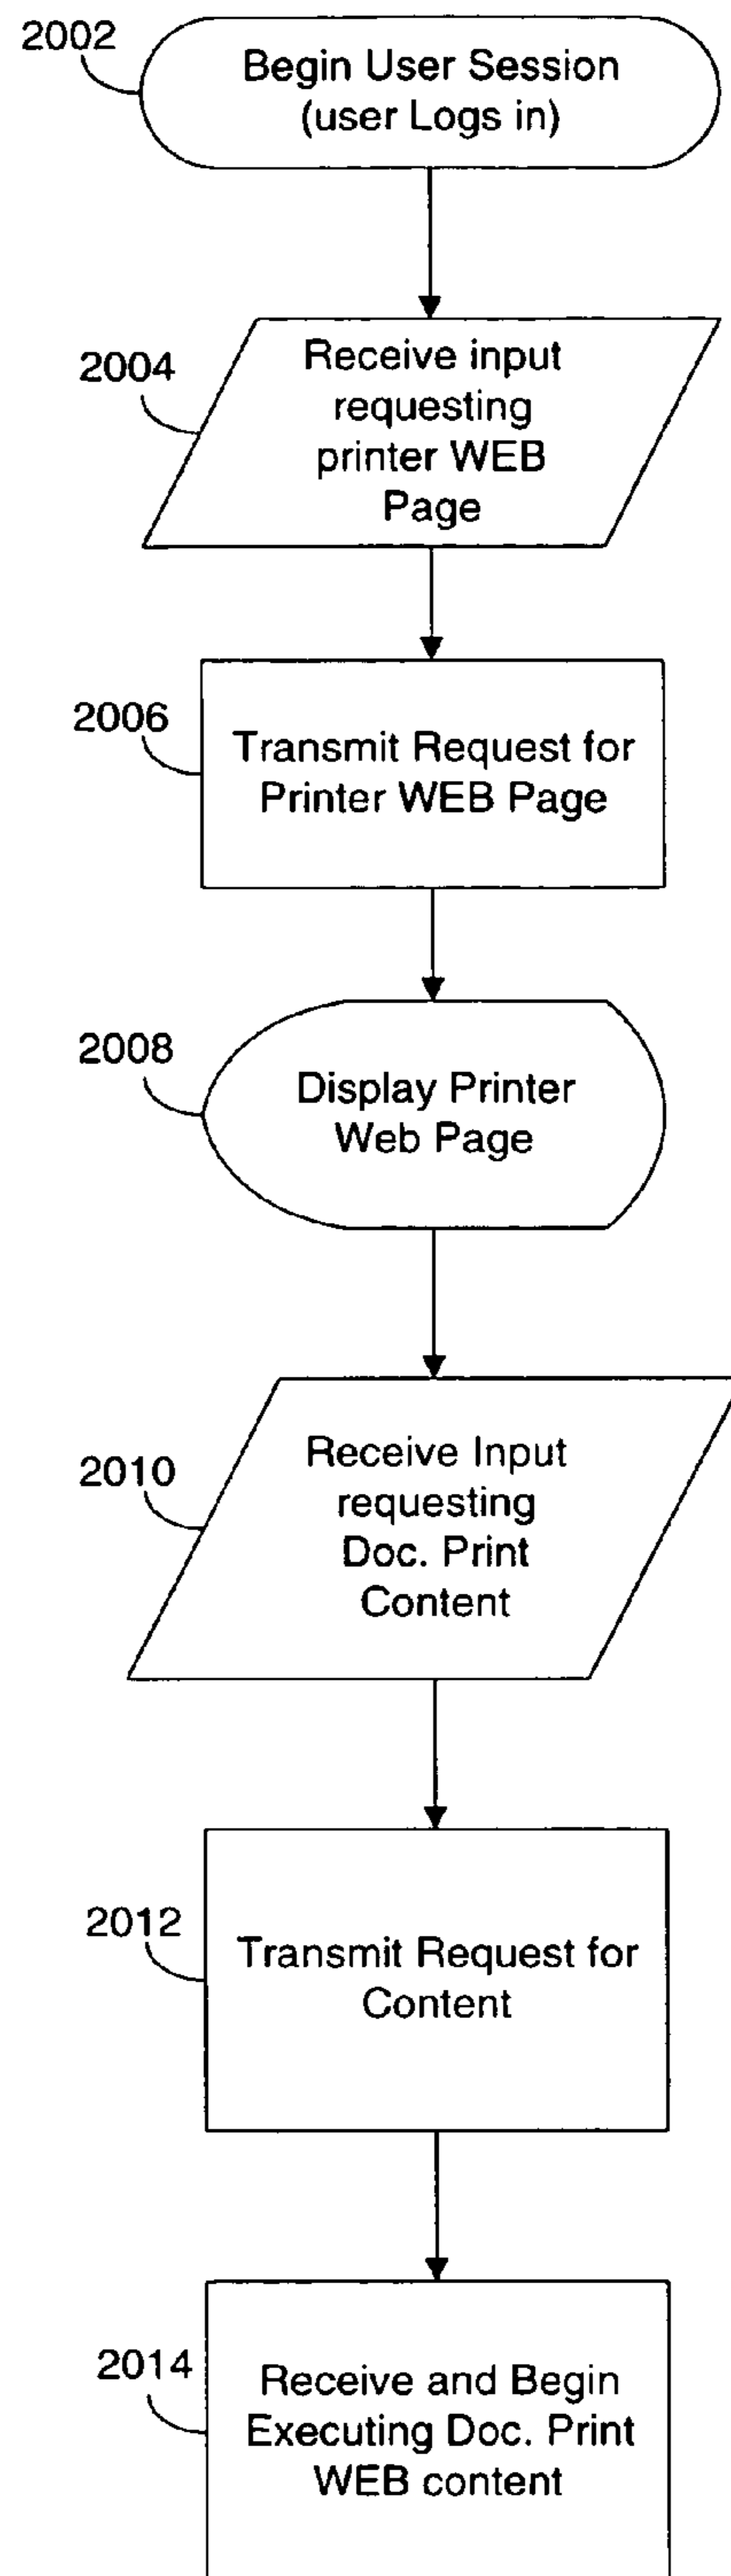 2002
Begin User Session
(user Logs in)
2004
Receive input
requesting
printer WEB
Page
2006
Transmit Request for
Printer WEB Page
2008
Display Printer
Web Page
2010
Receive Input
requesting
Doc. Print
Content
2012
Transmit Request for
Content
2014
Receive and Begin
Executing Doc. Print
WEB content